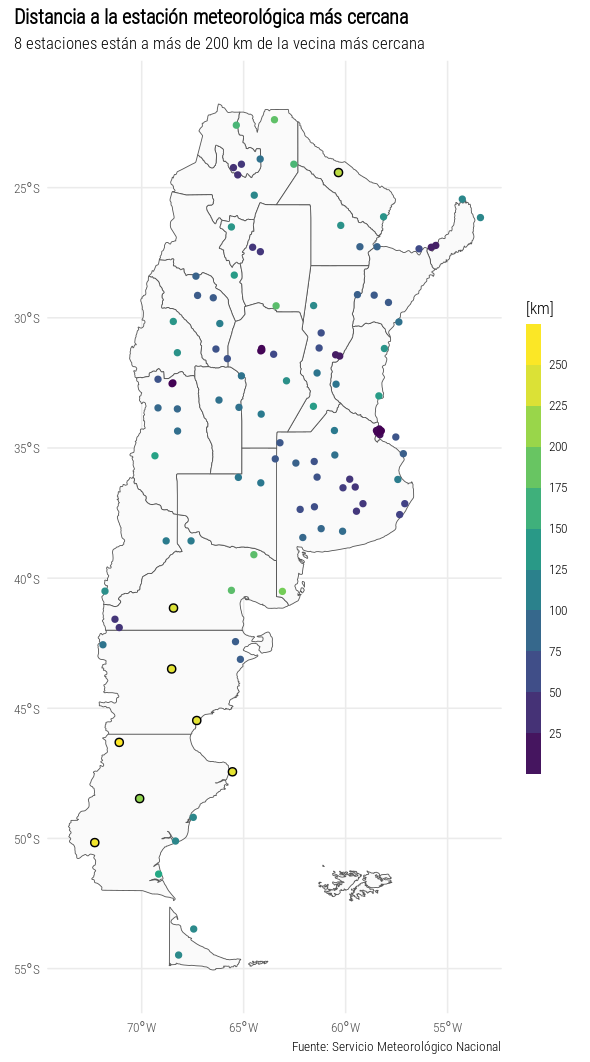 Distancia a la estación meteorológica más cercana
8 estaciones están a más de 200 km de la vecina más cercana
25°S
30°S
35°S
40°S
45°S
50°S
55°S
70°W
65°W
60°W
55°W
[km]
250
225
200
175
150
125
100
75
50
25
Fuente: Servicio Meteorológico Nacional